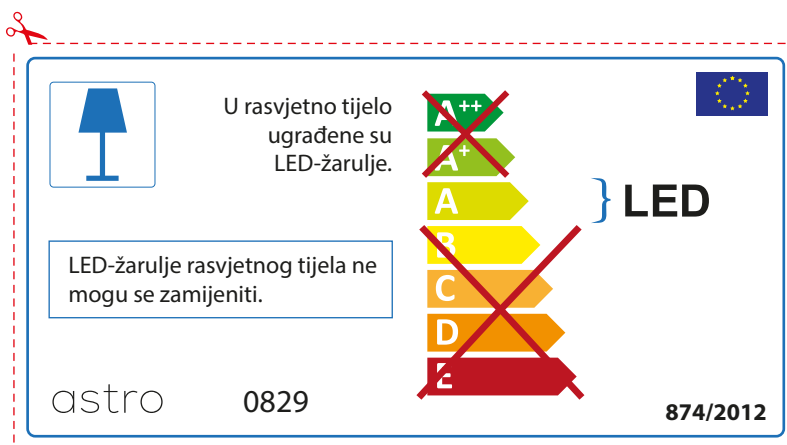 U rasvjetno tijelo
ugrađene su
LED-žarulje.
A++
A+
A
B
C
D
E
LED
LED-žarulje rasvjetnog tijela ne
mogu se zamijeniti.
astro
0829
874/2012